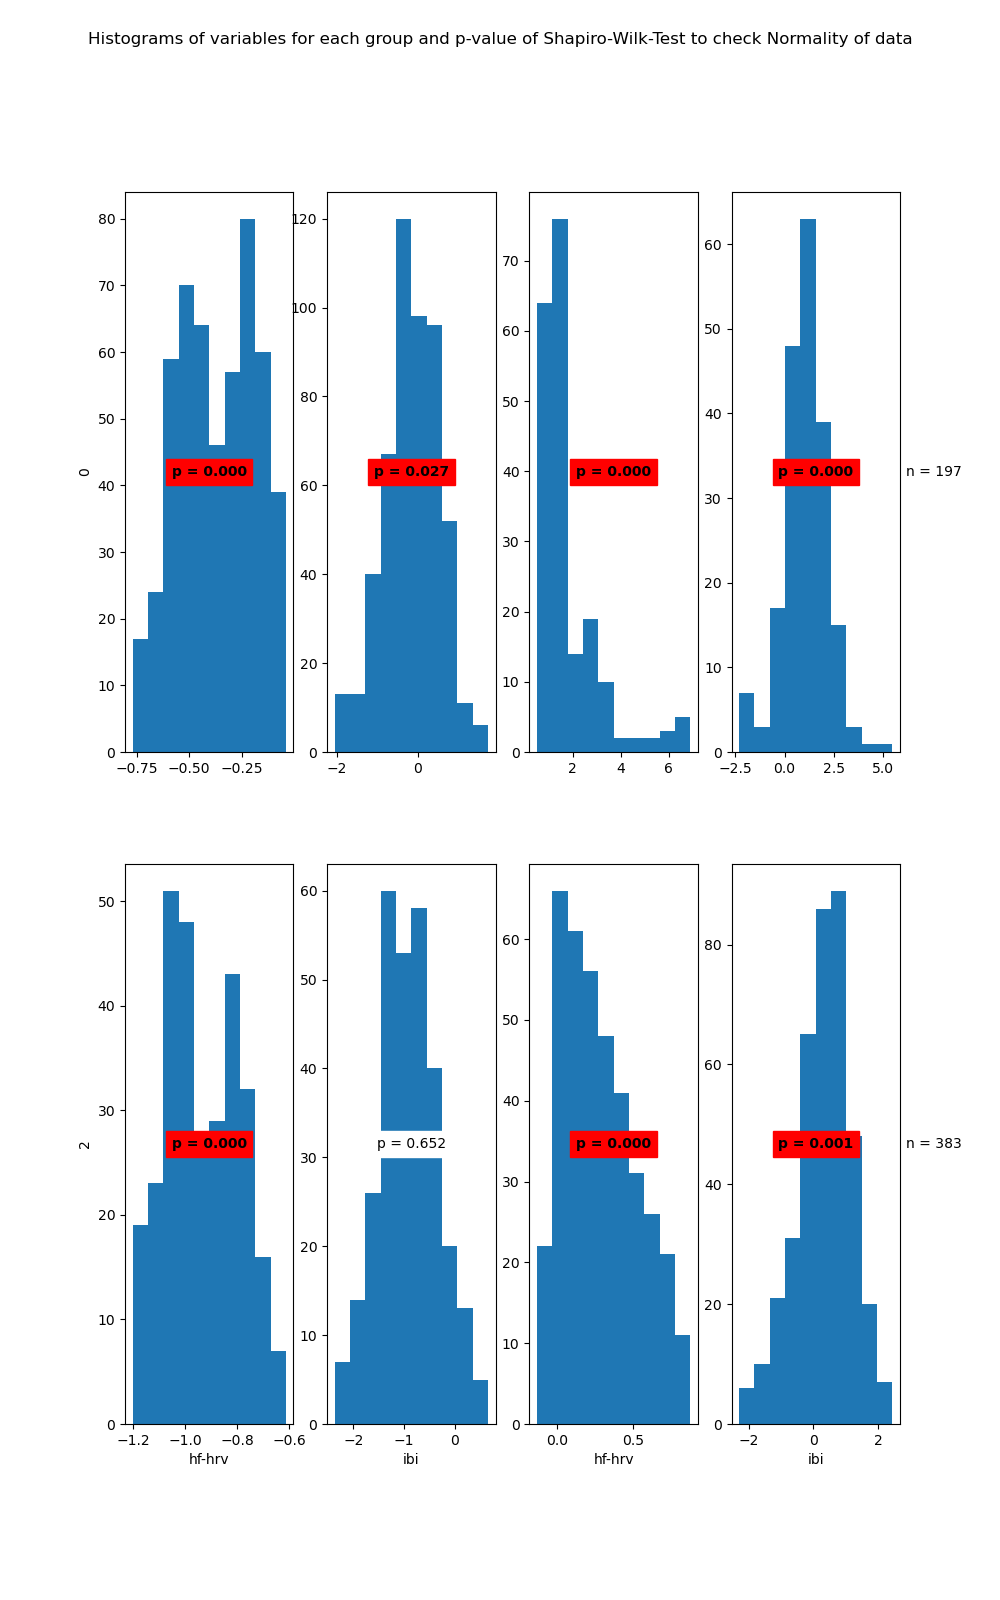 Histograms of variables for each group and p-value of Shapiro-Wilk-Test to check Normality of data
80
70
60
50
40
30
20
10
0
0
p = 0.000
−0.75 −0.50 −0.25
120
100
80
60
40
20
0
p = 0.027
−2 0
70
60
50
40
30
20
10
0
p = 0.000
2 4 6
60
50
40
30
20
10
0
p = 0.000
n = 197
−2.5 0.0 2.5 5.0
50
40
30
20
10
0
2
p = 0.000
−1.2 −1.0 −0.8 −0.6
hf-hrv
60
50
40
30
20
10
0
p = 0.652
−2 −1 0
ibi
60
50
40
30
20
10
0
p = 0.000
0.0 0.5
hf-hrv
80
60
40
20
0
p = 0.001
n = 383
−2 0 2
ibi